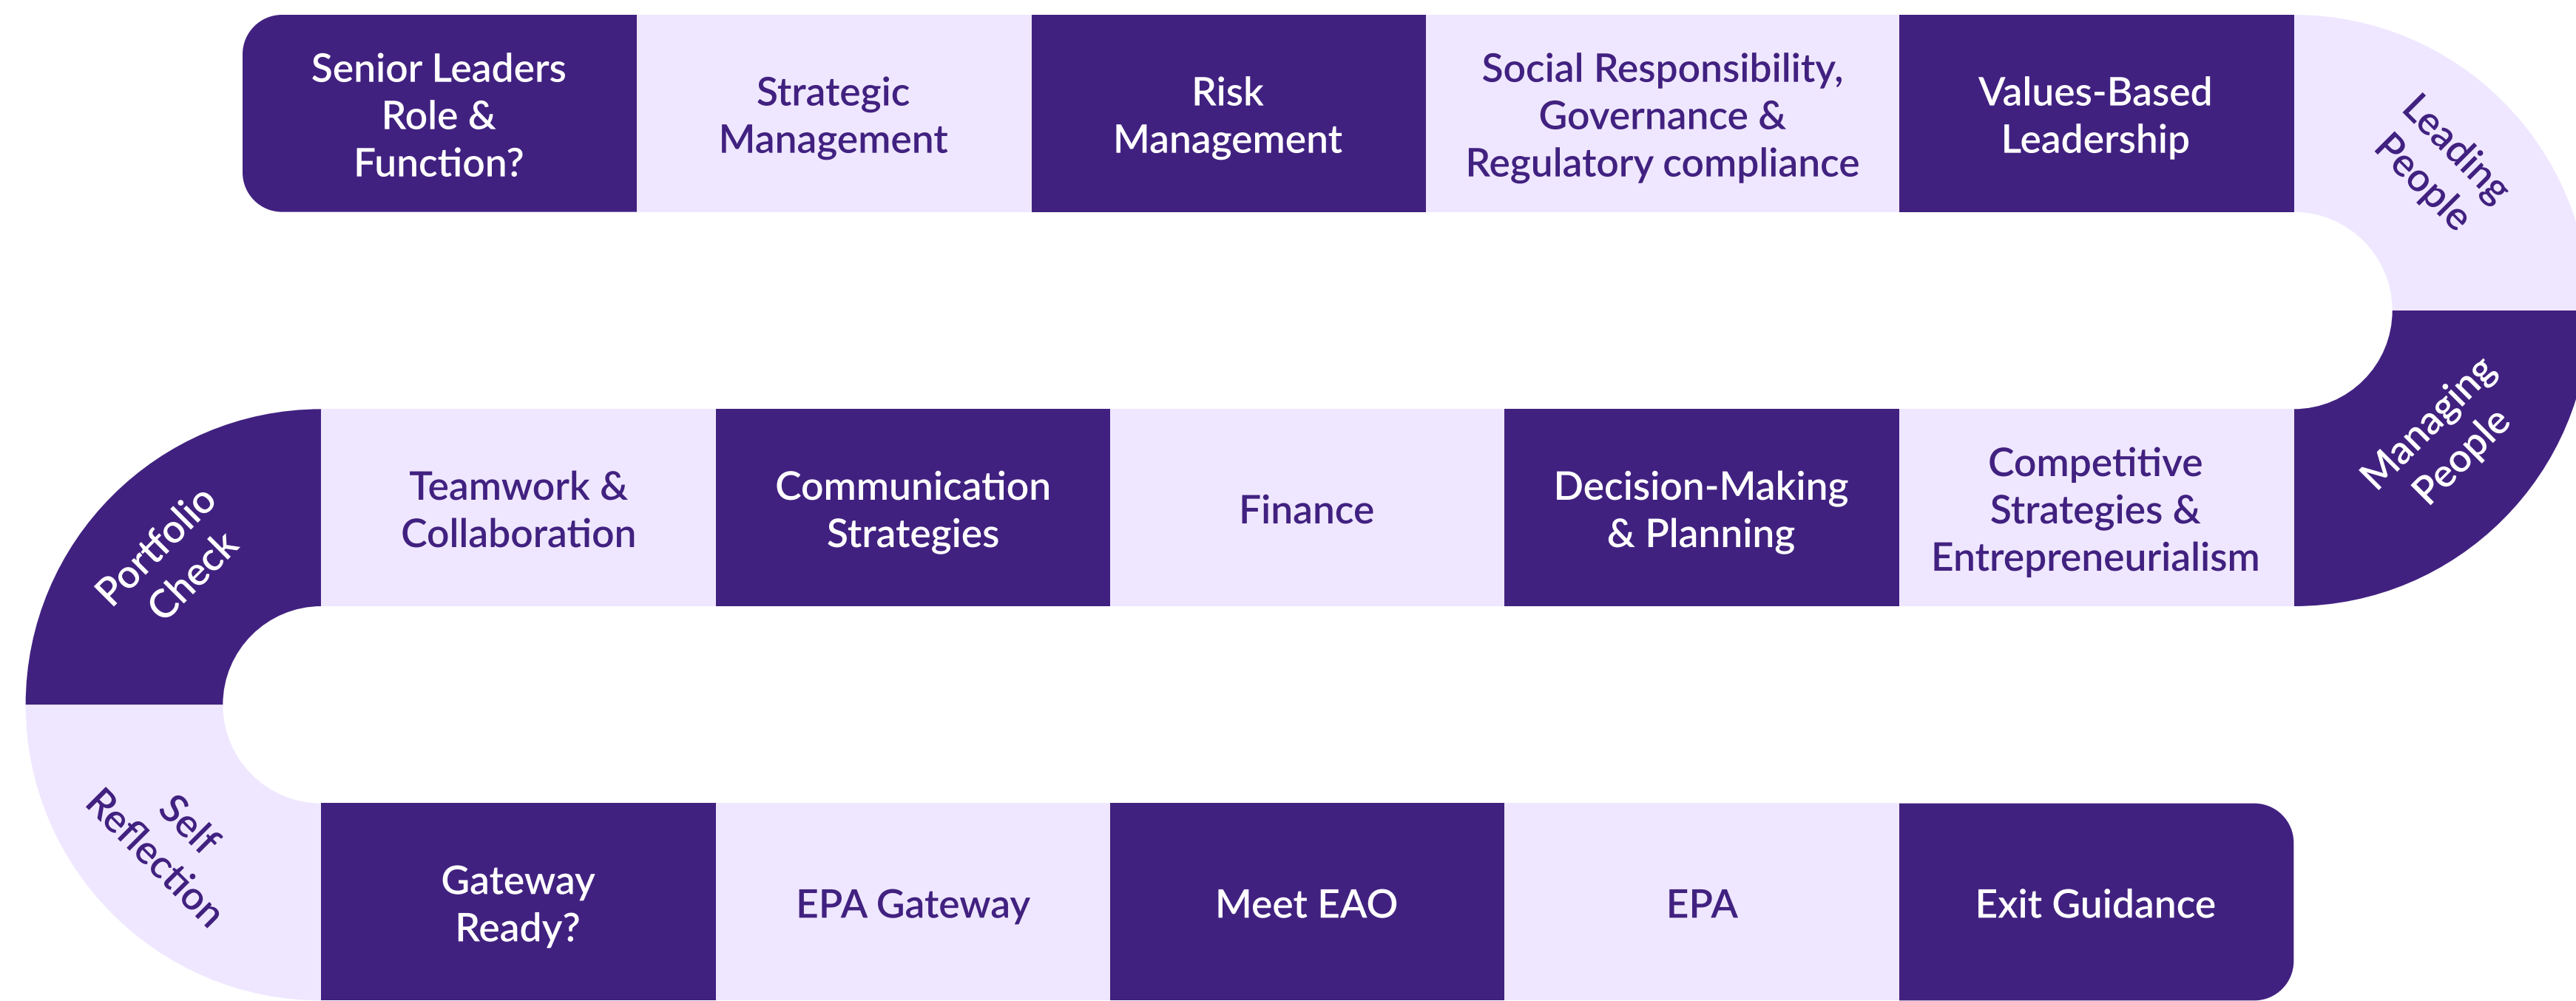 Senior Leaders
Role &
Function?
Strategic
Management
Risk
Management
Social Responsibility,
Governance &
Regulatory compliance
Values-Based
Leadership
Leading
People
Managing
People
Competitive
Strategies &
Entrepreneurialism
Decision-Making
& Planning
Finance
Communication
Strategies
Teamwork &
Collaboration
Portfolio
Check
Self
Reflection
Gateway
Ready?
EPA Gateway
Meet EAO
EPA
Exit Guidance